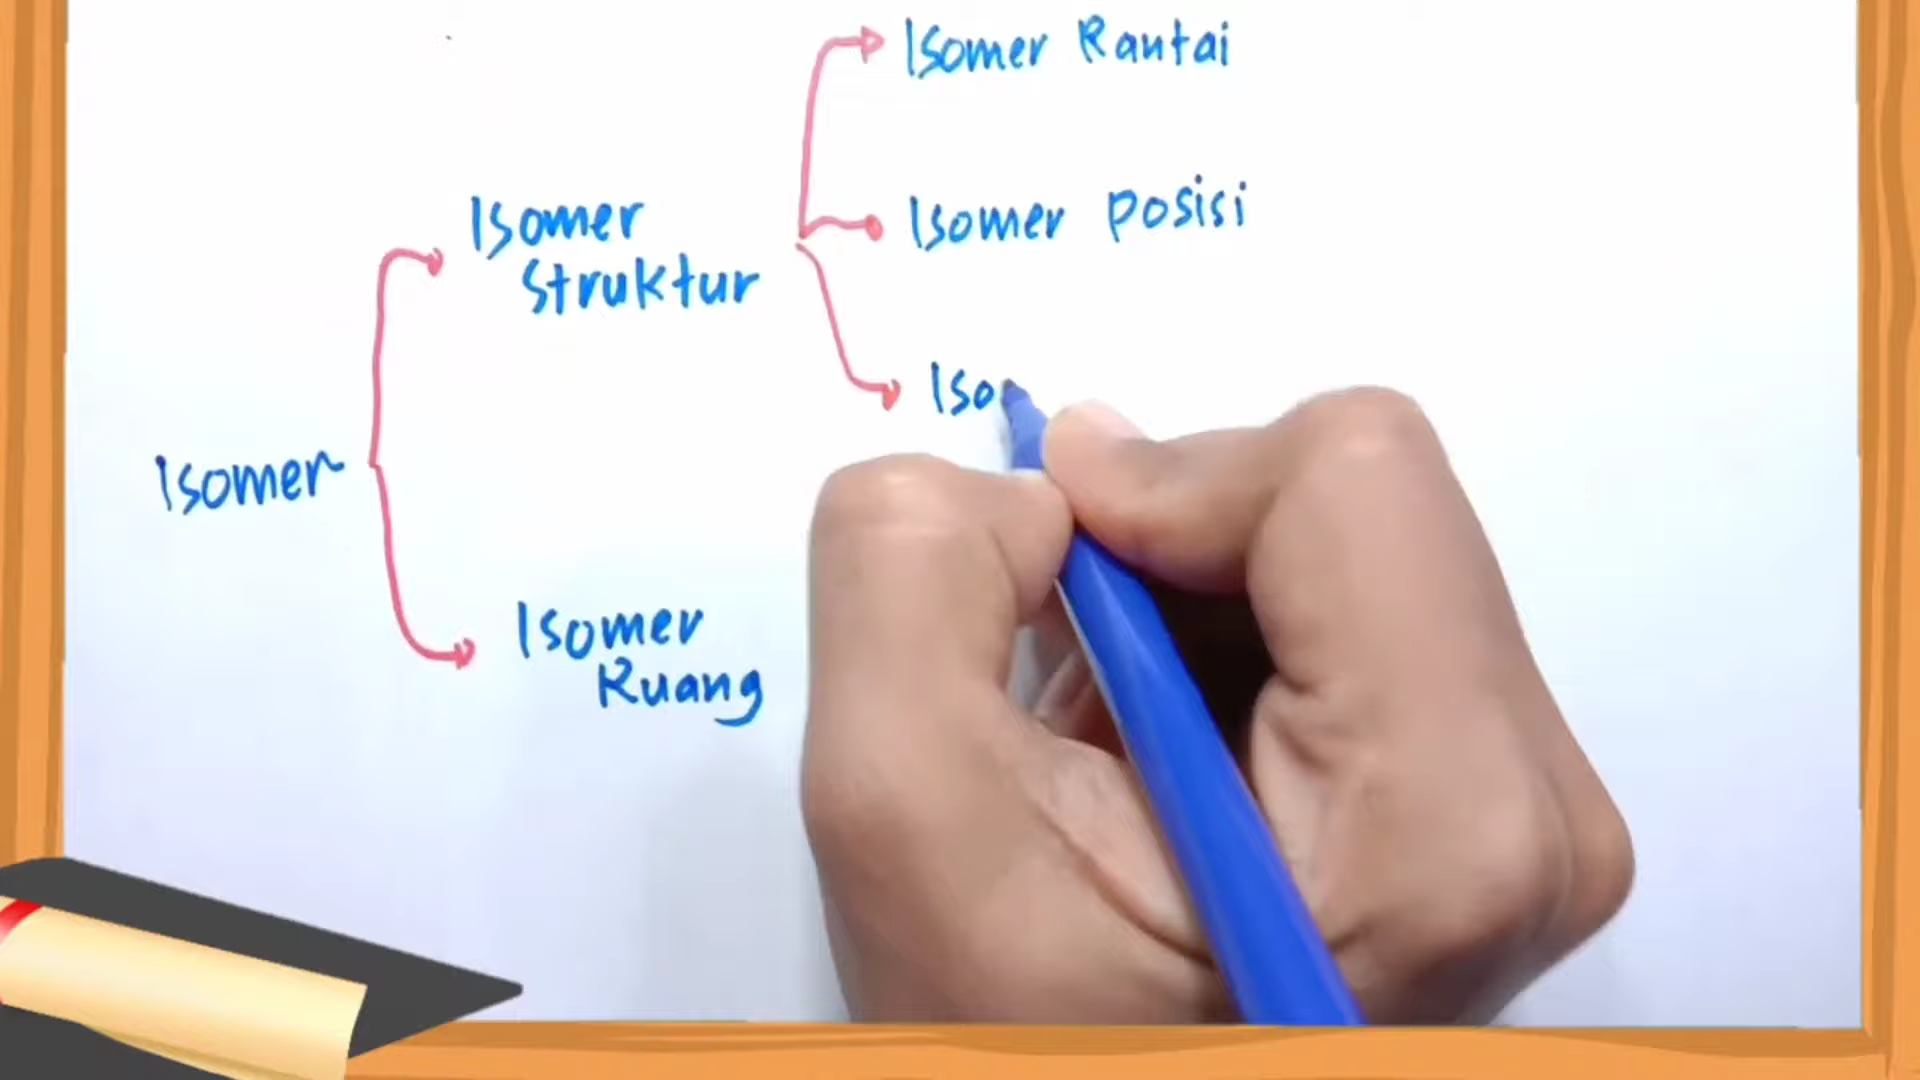 Isomer Rantai
Isomer Posisi
Isomer
Struktur
Iso
Isomer
Isomer
Ruang